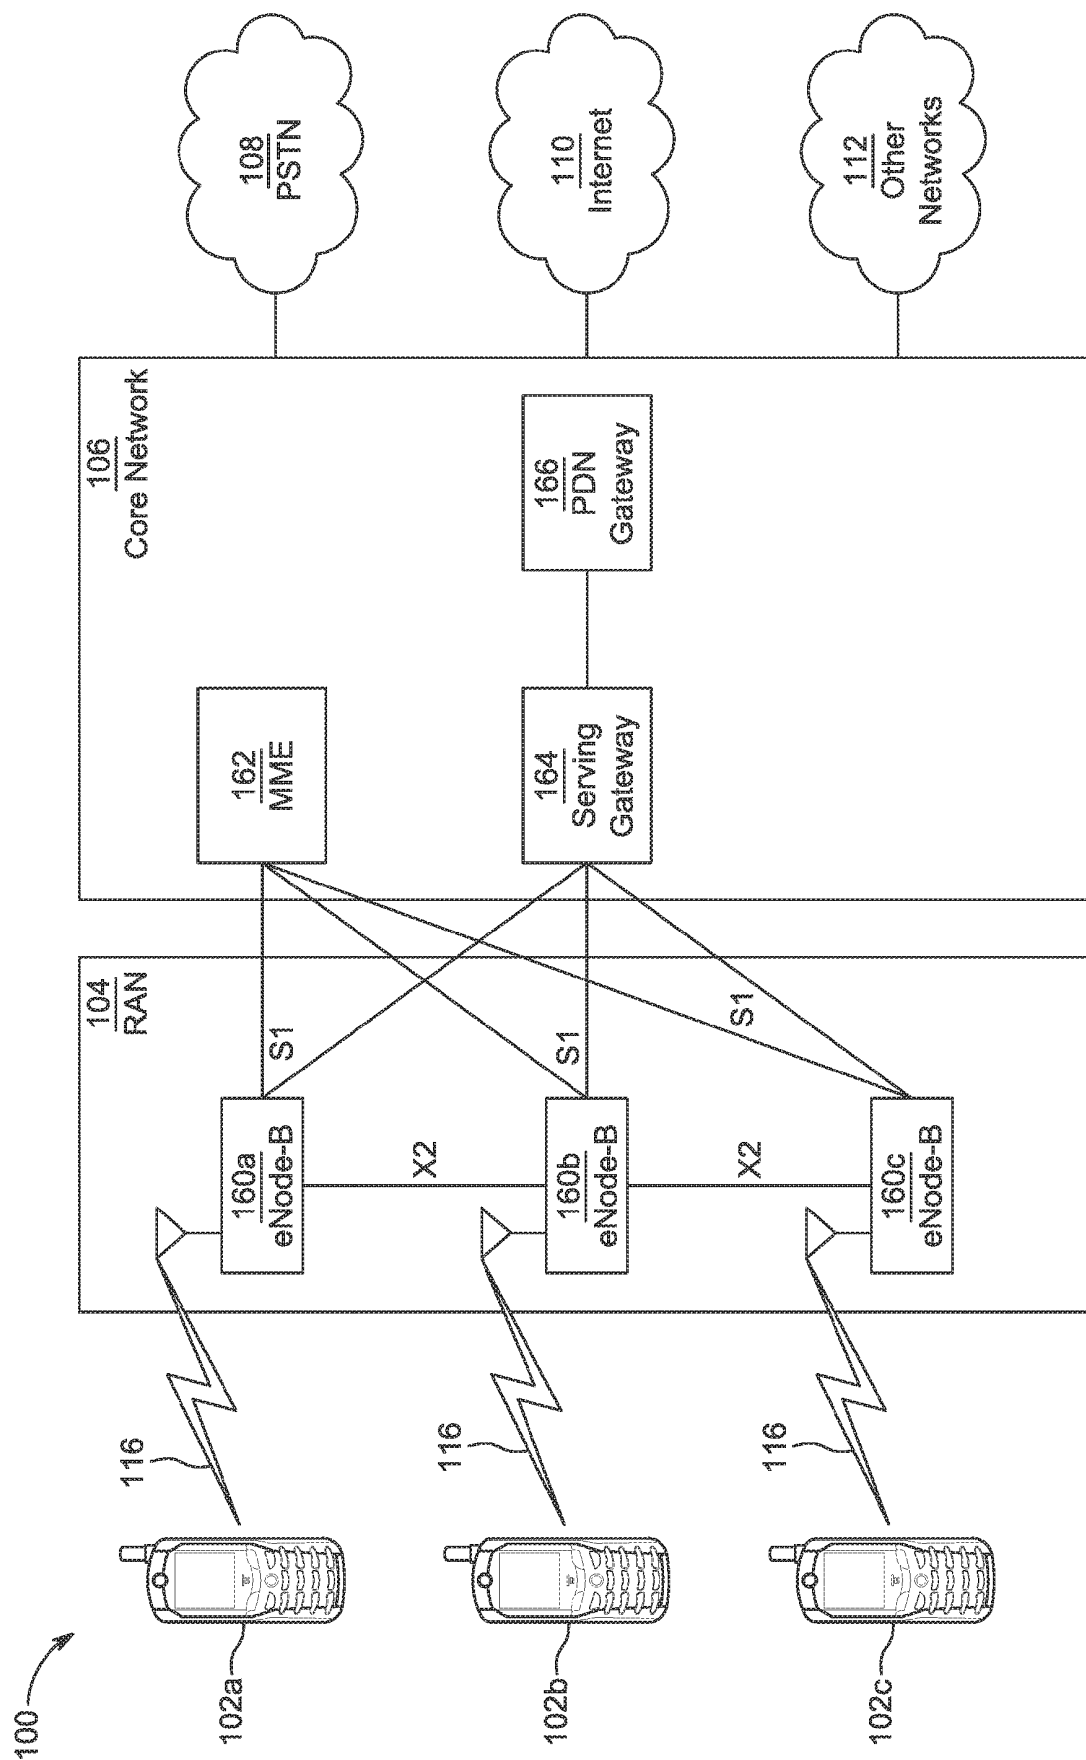 100
102a
116
102b
116
102c
116
104
RAN
160a
eNode-B
S1
X2
160b
eNode-B
S1
X2
160c
eNode-B
S1
106
Core Network
162
MME
164
Serving
Gateway
166
PDN
Gateway
108
PSTN
110
Internet
112
Other
Networks